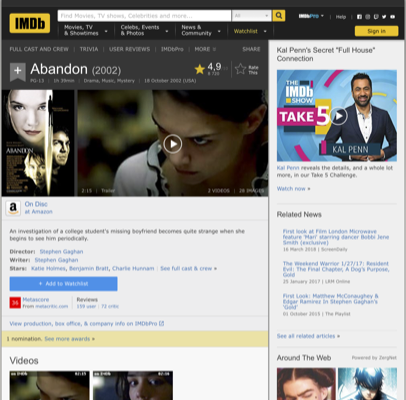 IMDb
Find Movies, TV shows, Celebrities and more...
All
IMDbPro
Help
Movies, TV
& Showtimes
Celebs, Events
& Photos
News &
Community
Watchlist
Sign in
FULL CAST AND CREW | TRIVIA | USER REVIEWS | IMDbPro | MORE
SHARE
Abandon (2002)
4,9
Rate
This
PG-13 | 1h 39min | Drama, Music, Mystery | 18 October 2002 (USA)
ABANDON
2:15 | Trailer
2 VIDEOS | 26 IMAGES
On Disc
at Amazon
An investigation of a college student's missing boyfriend becomes quite strange when she
begins to see him periodically.
Director: Stephen Gaghan
Writer: Stephen Gaghan
Stars: Katie Holmes, Benjamin Bratt, Charlie Hunnam | See full cast & crew »
+ Add to Watchlist
36
Metascore
From metacritic.com
Reviews
159 user | 72 critic
View production, box office, & company info on IMDbPro
1 nomination. See more awards »
Videos
Kal Penn's Secret "Full House"
Connection
THE
IMDb
SHOW
TAKE 5
KAL PENN
Kal Penn reveals the details, and a whole lot
more, in our Take 5 Challenge.
Watch now »
Related News
First look at Film London Microwave
feature 'Man' starring dancer Bobbi Jene
Smith (exclusive)
16 March 2018 | ScreenDaily
The Weekend Warrior 1/27/17: Resident
Evil: The Final Chapter, A Dog's Purpose,
Gold
25 January 2017 | LRM Online
First Look: Matthew McConaughey &
Edgar Ramirez In Stephen Gaghan's
'Gold'
01 October 2015 | The Playlist
See all related articles »
Around The Web
Powered by ZergNet